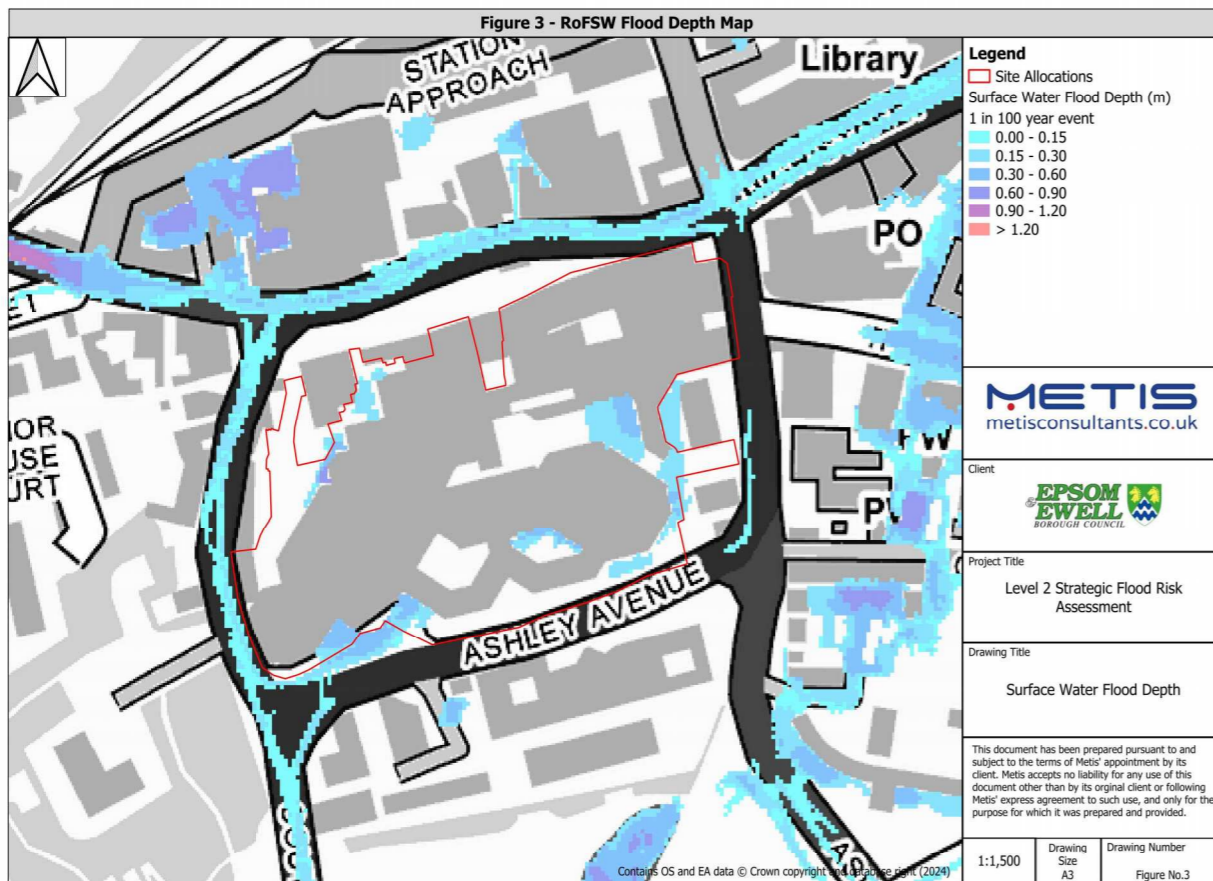 Figure 3 - RoFSW Flood Depth Map
STATION
APPROACH
Library
PO
ASHLEY AVENUE
Contains OS and EA data © Crown copyright and database right (2024)
Legend
Site Allocations
Surface Water Flood Depth (m)
1 in 100 year event
0.00 - 0.15
0.15 - 0.30
0.30 - 0.60
0.60 - 0.90
0.90 - 1.20
> 1.20
METIS
metisconsultants.co.uk
Client
EPSOM
& EWELL
BOROUGH COUNCIL
Project Title
Level 2 Strategic Flood Risk
Assessment
Drawing Title
Surface Water Flood Depth
This document has been prepared pursuant to and
subject to the terms of Metis' appointment by its
client. Metis accepts no liability for any use of this
document other than by its orginal client or following
Metis' express agreement to such use, and only for the
purpose for which it was prepared and provided.
1:1,500
Drawing
Size
A3
Drawing Number
Figure No.3